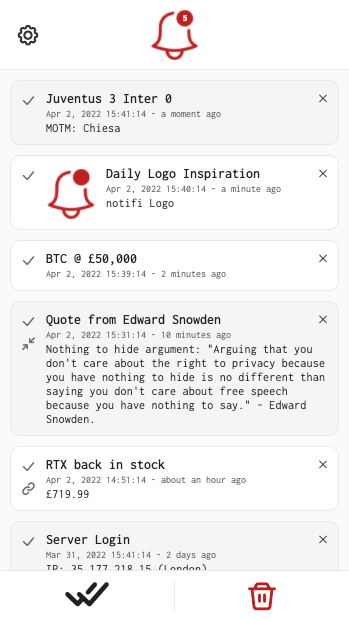 5
Juventus 3 Inter 0
Apr 2, 2022 15:41:14 - a moment ago
MOTM: Chiesa
Daily Logo Inspiration
Apr 2, 2022 15:40:14 - a minute ago
notifi Logo
BTC @ £50,000
Apr 2, 2022 15:39:14 - 2 minutes ago
Quote from Edward Snowden
Apr 2, 2022 15:31:14 - 10 minutes ago
Nothing to hide argument: "Arguing that you
don't care about the right to privacy because
you have nothing to hide is no different than
saying you don't care about free speech
because you have nothing to say." - Edward
Snowden.
RTX back in stock
Apr 2, 2022 14:51:14 - about an hour ago
£719.99
Server Login
Mar 31, 2022 15:41:14 - 2 days ago
IP: 35.177.218.15 (London)